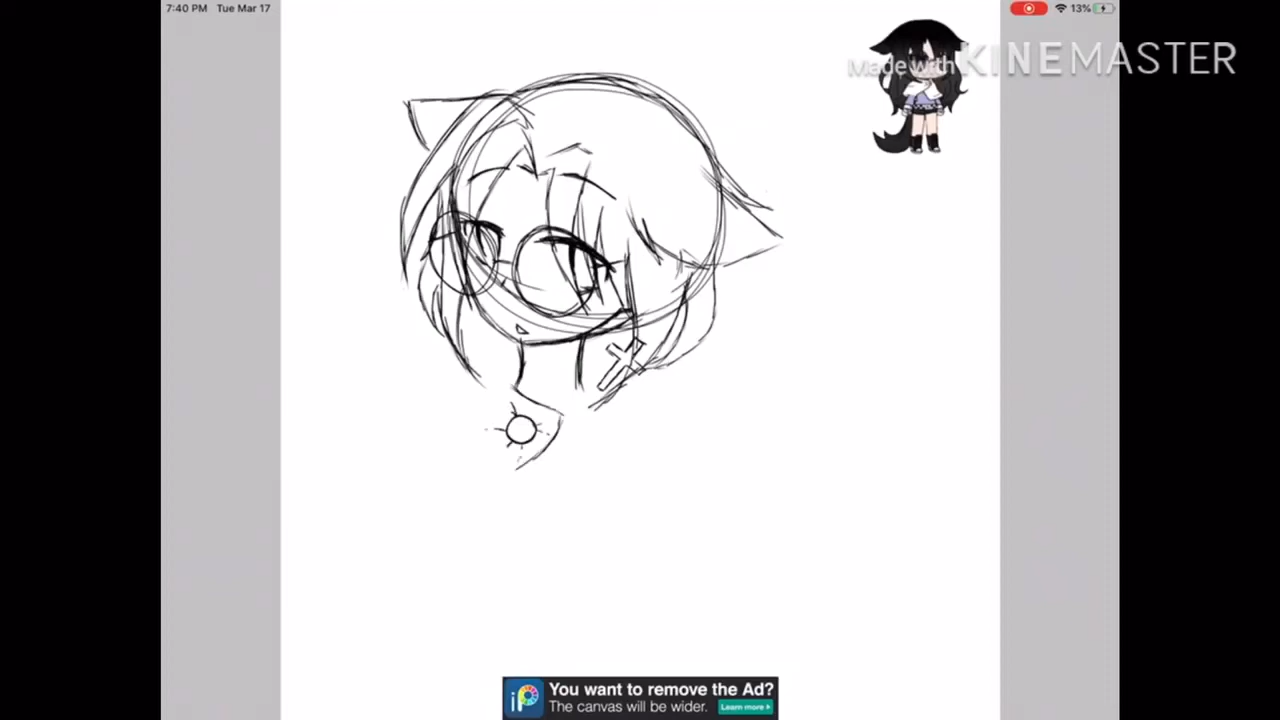 7:40 PM Tue Mar 17
13%
Made with KINEMASTER
iP
You want to remove the Ad?
The canvas will be wider.
Learn more